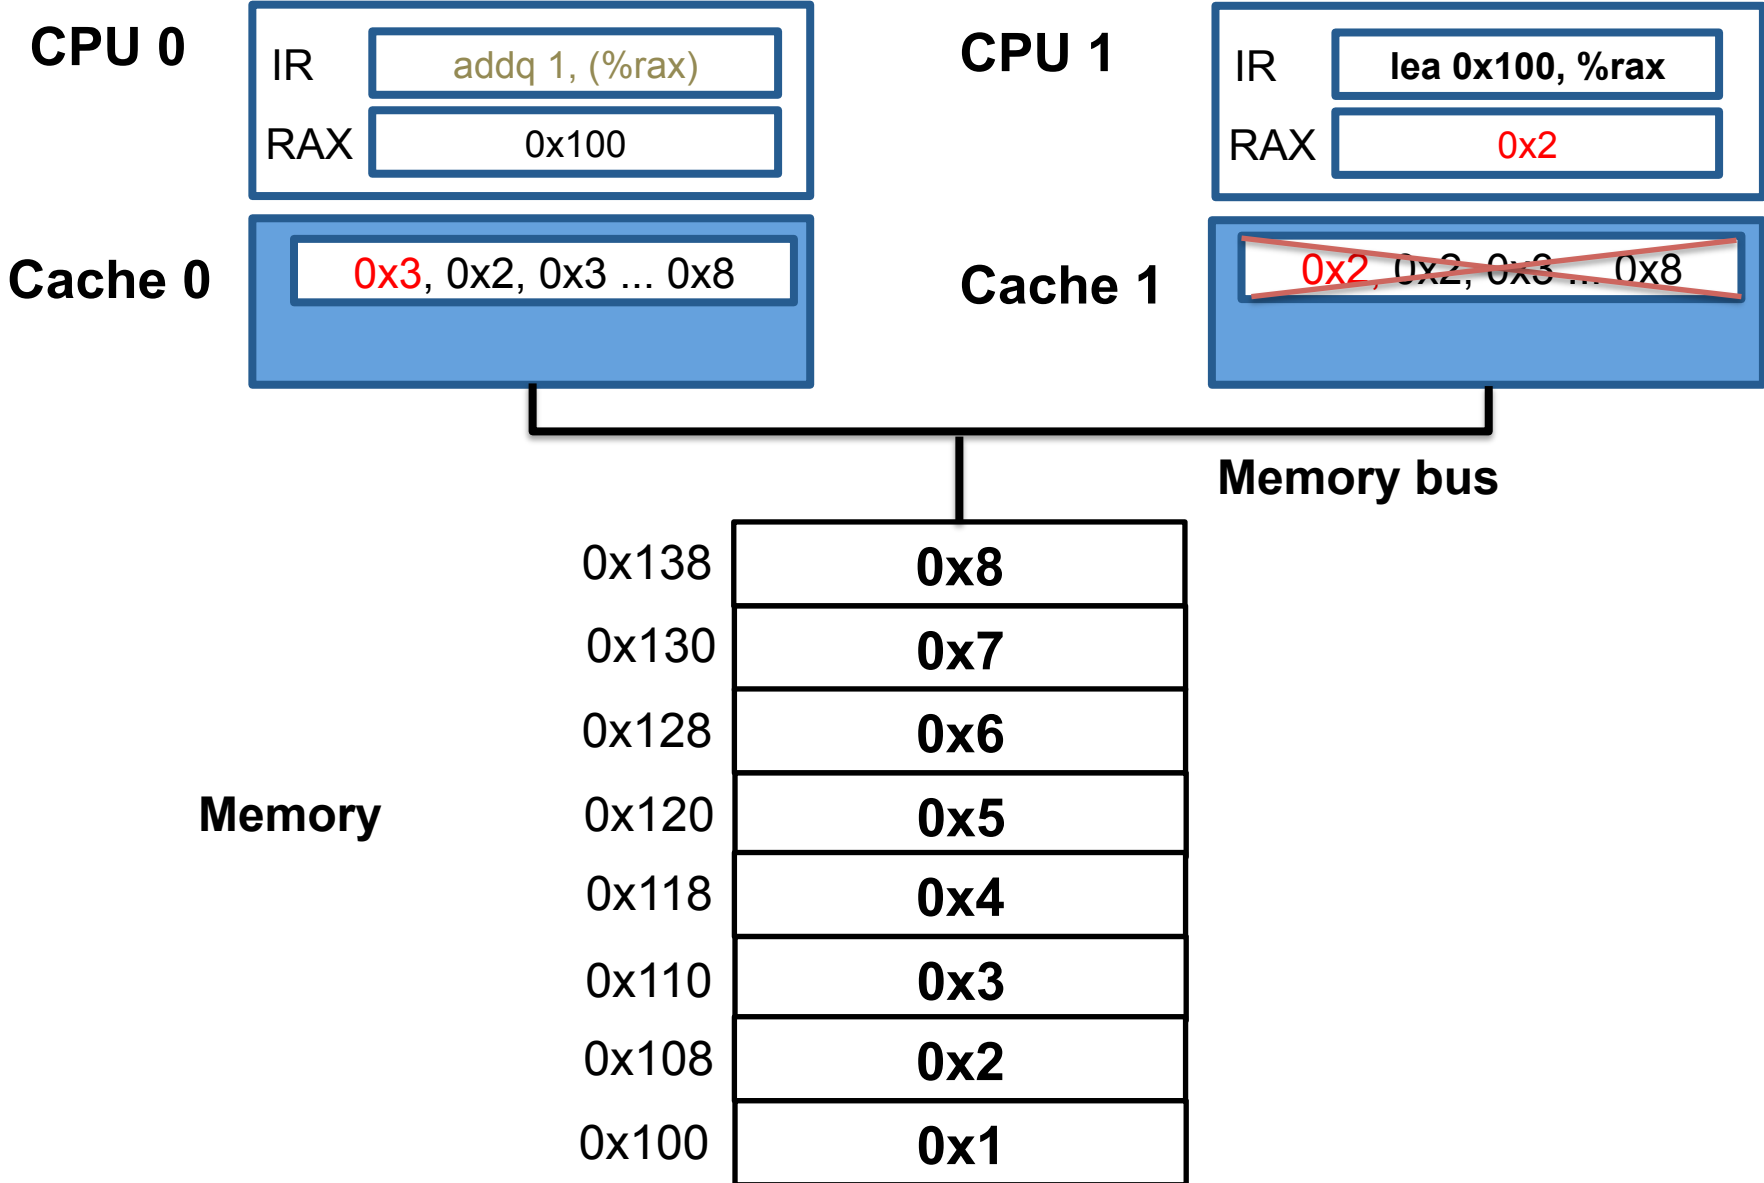 CPU 0
IR
addq 1, (%rax)
RAX
0x100
CPU 1
IR
lea 0x100, %rax
RAX
0x2
Cache 0
0x3, 0x2, 0x3 ... 0x8
Cache 1
0x2, 0x2, 0x3 ... 0x8
Memory bus
Memory
0x138
0x8
0x130
0x7
0x128
0x6
0x120
0x5
0x118
0x4
0x110
0x3
0x108
0x2
0x100
0x1